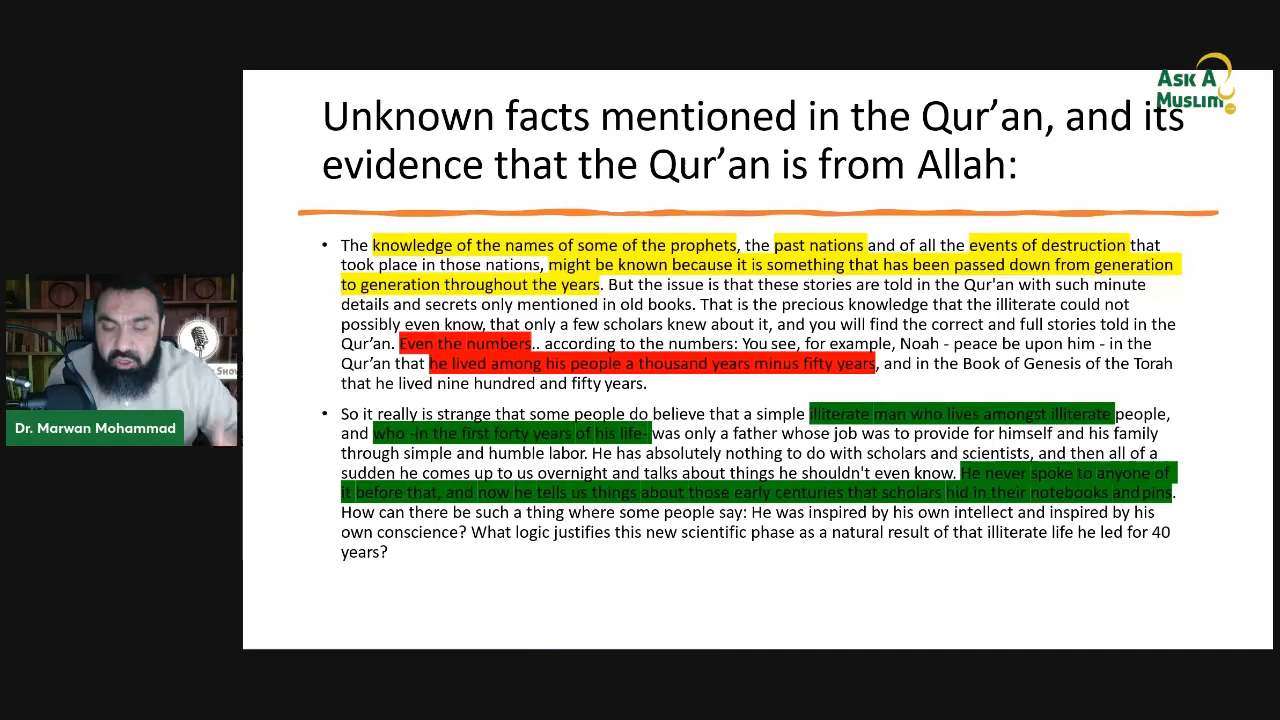 Ask A
Muslim
Unknown facts mentioned in the Qur’an, and its
evidence that the Qur’an is from Allah:
• The knowledge of the names of some of the prophets, the past nations and of all the events of destruction that
took place in those nations, might be known because it is something that has been passed down from generation
to generation throughout the years. But the issue is that these stories are told in the Qur'an with such minute
details and secrets only mentioned in old books. That is the precious knowledge that the illiterate could not
possibly even know, that only a few scholars knew about it, and you will find the correct and full stories told in the
Qur’an. Even the numbers.. according to the numbers: You see, for example, Noah - peace be upon him - in the
Qur’an that he lived among his people a thousand years minus fifty years, and in the Book of Genesis of the Torah
that he lived nine hundred and fifty years.
• So it really is strange that some people do believe that a simple illiterate man who lives amongst illiterate people,
and who -in the first forty years of his life- was only a father whose job was to provide for himself and his family
through simple and humble labor. He has absolutely nothing to do with scholars and scientists, and then all of a
sudden he comes up to us overnight and talks about things he shouldn't even know. He never spoke to anyone of
it before that, and now he tells us things about those early centuries that scholars hid in their notebooks and pins.
How can there be such a thing where some people say: He was inspired by his own intellect and inspired by his
own conscience? What logic justifies this new scientific phase as a natural result of that illiterate life he led for 40
years?
Show
Dr. Marwan Mohammad